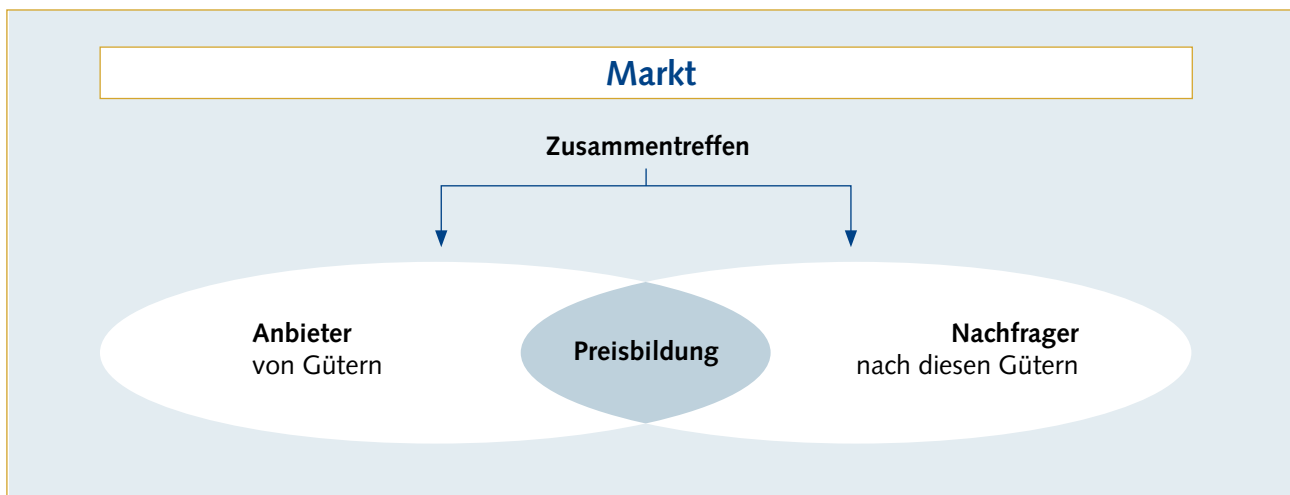 Markt
Zusammentreffen
Anbieter
von Gütern
Preisbildung
Nachfrager
nach diesen Gütern